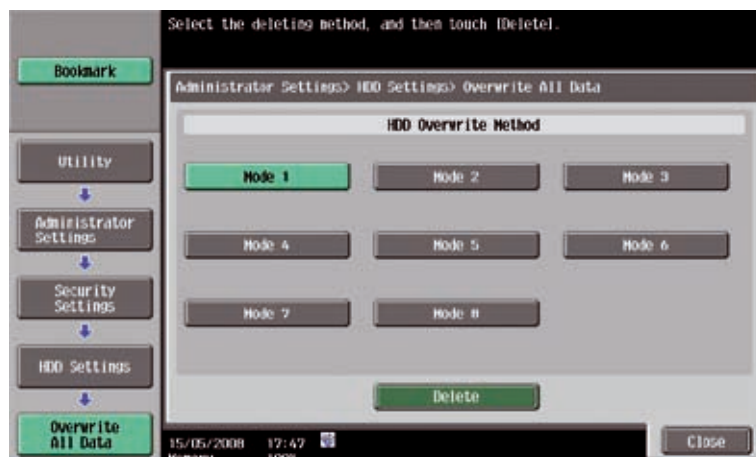 Select the deleting method, and then touch [Delete].
Bookmark
Administrator Settings> HDD Settings> Overwrite All Data
HDD Overwrite Method
Utility
Administrator
Settings
Security
Settings
HDD Settings
Overwrite
All Data
Mode 1
Mode 2
Mode 3
Mode 4
Mode 5
Mode 6
Mode 7
Mode 8
Delete
15/05/2008 17:47
Memory 100%
Close